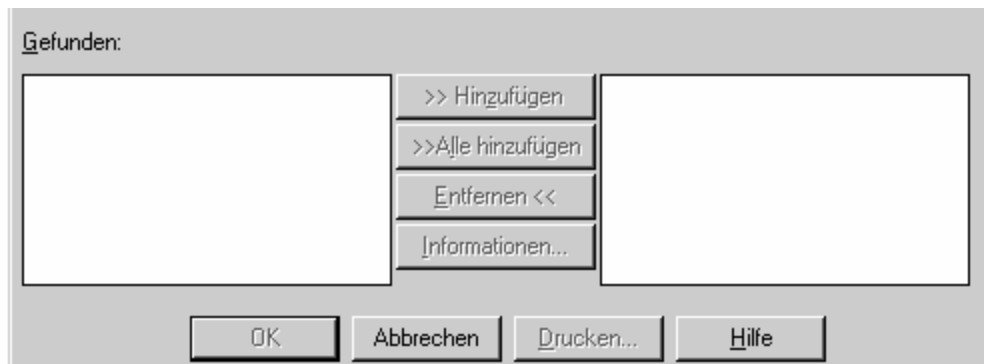 Gefunden:
>> Hinzufügen
>>Alle hinzufügen
Entfernen <<
Informationen...
OK Abbrechen Drucken... Hilfe